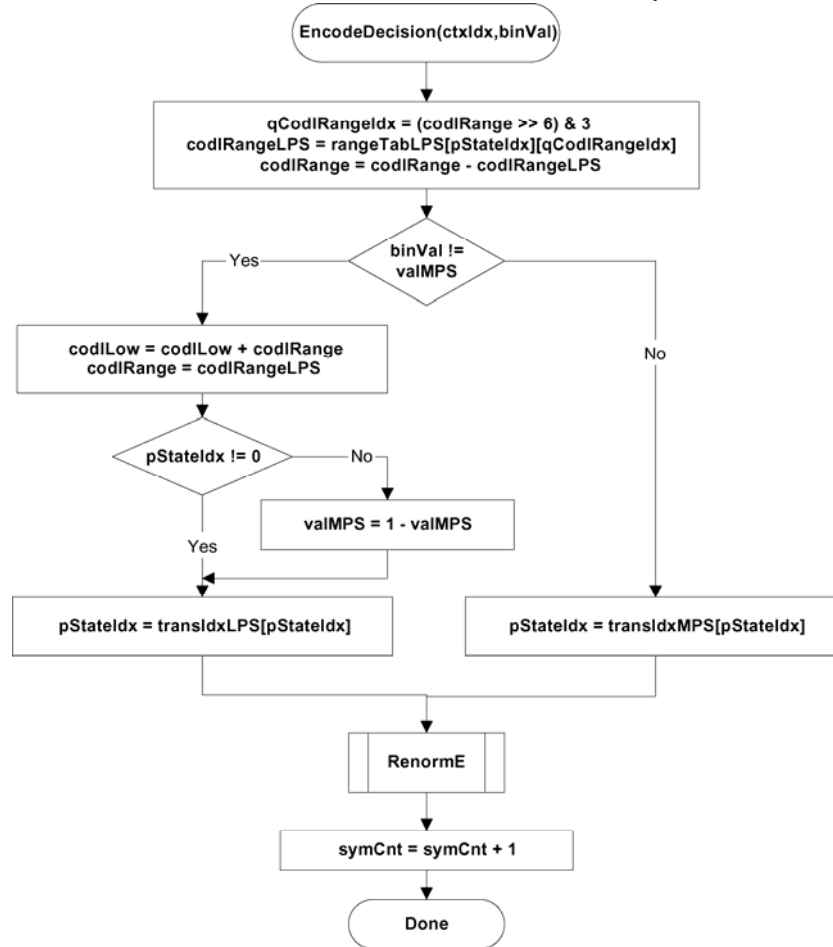 EncodeDecision(ctxIdx,binVal)
qCodIRangeIdx = (codIRange >> 6) & 3
codIRangeLPS = rangeTabLPS[pStateIdx][qCodIRangeIdx]
codIRange = codIRange - codIRangeLPS
binVal !=
valMPS
Yes
No
codILow = codILow + codIRange
codIRange = codIRangeLPS
pStateIdx != 0
No
valMPS = 1 - valMPS
Yes
pStateIdx = transIdxLPS[pStateIdx]
pStateIdx = transIdxMPS[pStateIdx]
RenormE
symCnt = symCnt + 1
Done